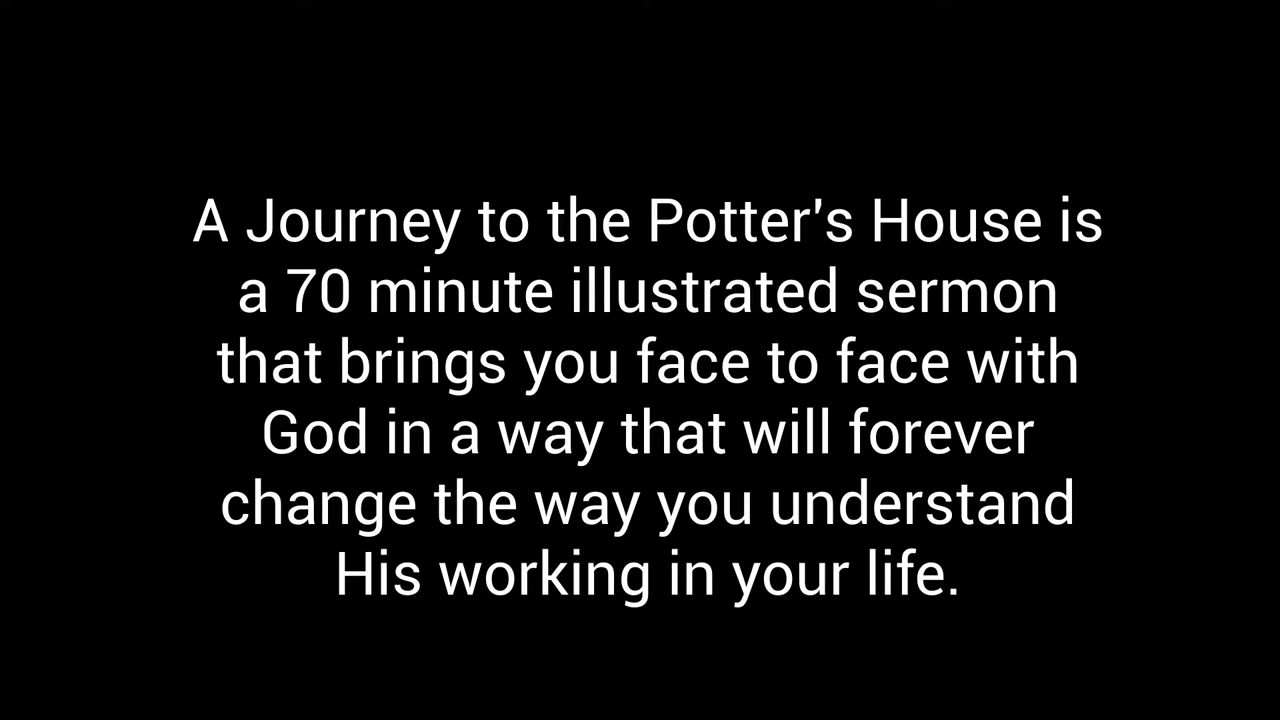 A Journey to the Potter's House is
a 70 minute illustrated sermon
that brings you face to face with
God in a way that will forever
change the way you understand
His working in your life.